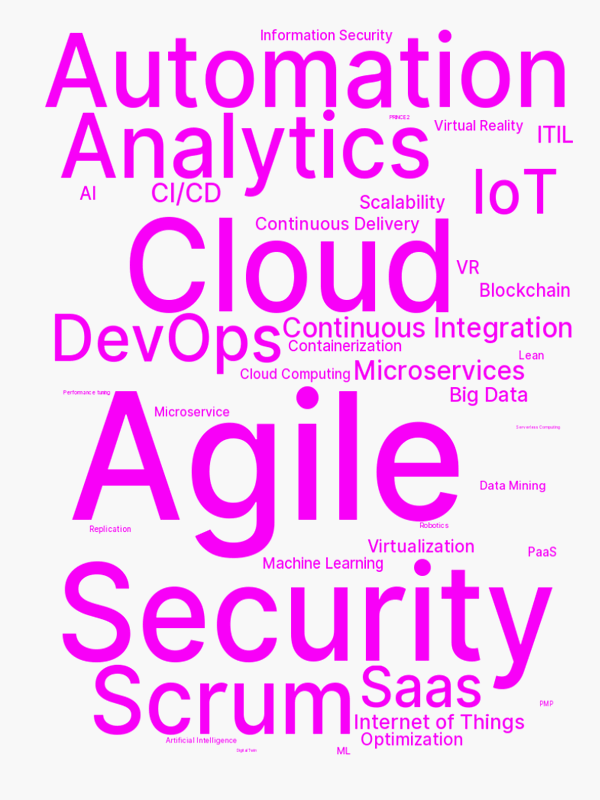 Information Security
Automation
PRINCE2
Virtual Reality
ITIL
Analytics
AI
CI/CD
IoT
Scalability
Continuous Delivery
Cloud
VR
Blockchain
DevOps
Continuous Integration
Containerization
Lean
Cloud Computing
Microservices
Performance tuning
Big Data
Microservice
Agile
Serverless Computing
Data Mining
Replication
Robotics
Virtualization
PaaS
Machine Learning
Security
Scrum
Saas
PMP
Internet of Things
Artificial Intelligence
Optimization
Digital Twin
ML